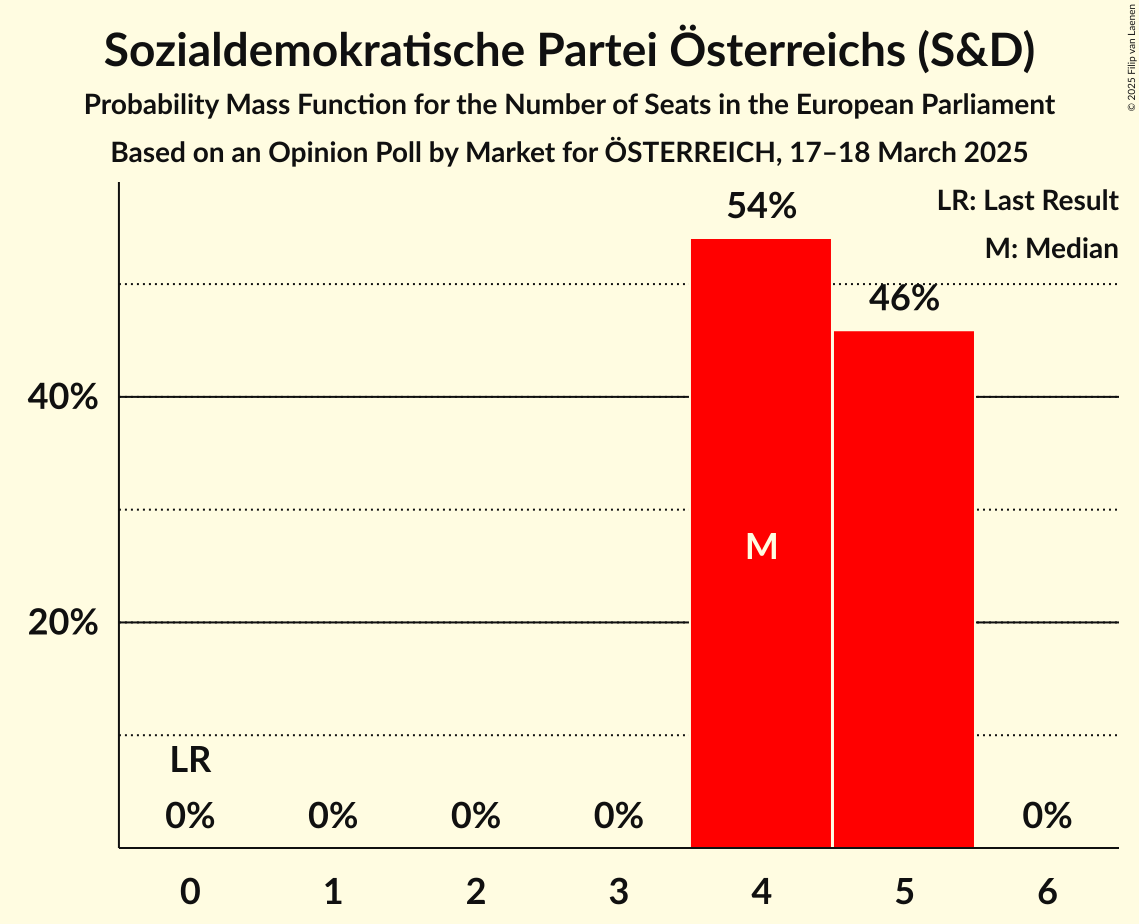 Sozialdemokratische Partei Österreichs (S&D)
Probability Mass Function for the Number of Seats in the European Parliament
Based on an Opinion Poll by Market for ÖSTERREICH, 17–18 March 2025
© 2025 Filip van Laenen
LR: Last Result
M: Median
54%
46%
40%
M
20%
LR
0% 0% 0% 0% 0%
0 1 2 3 4 5 6